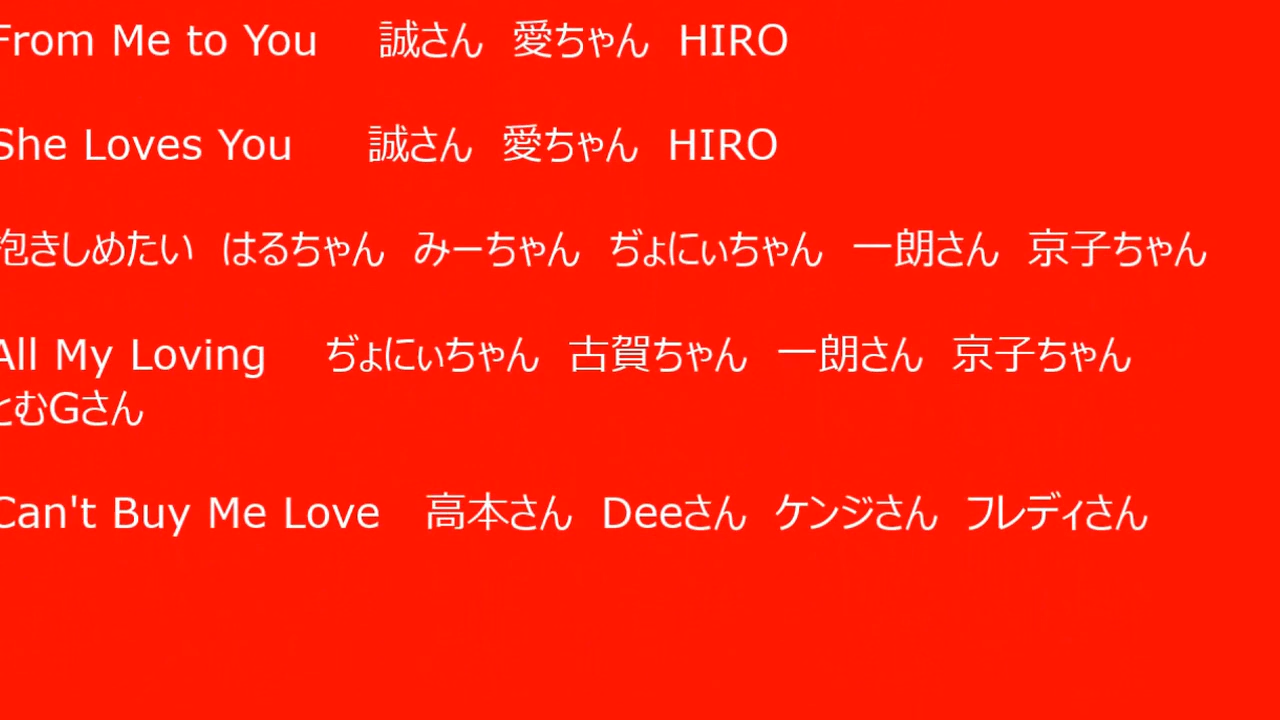 From Me to You 誠さん 愛ちゃん HIRO
She Loves You 誠さん 愛ちゃん HIRO
抱きしめたい はるちゃん みーちゃん ぢょにぃちゃん 一朗さん 京子ちゃん
All My Loving ぢょにぃちゃん 古賀ちゃん 一朗さん 京子ちゃん
とむGさん
Can't Buy Me Love 高本さん Deeさん ケンジさん フレディさん